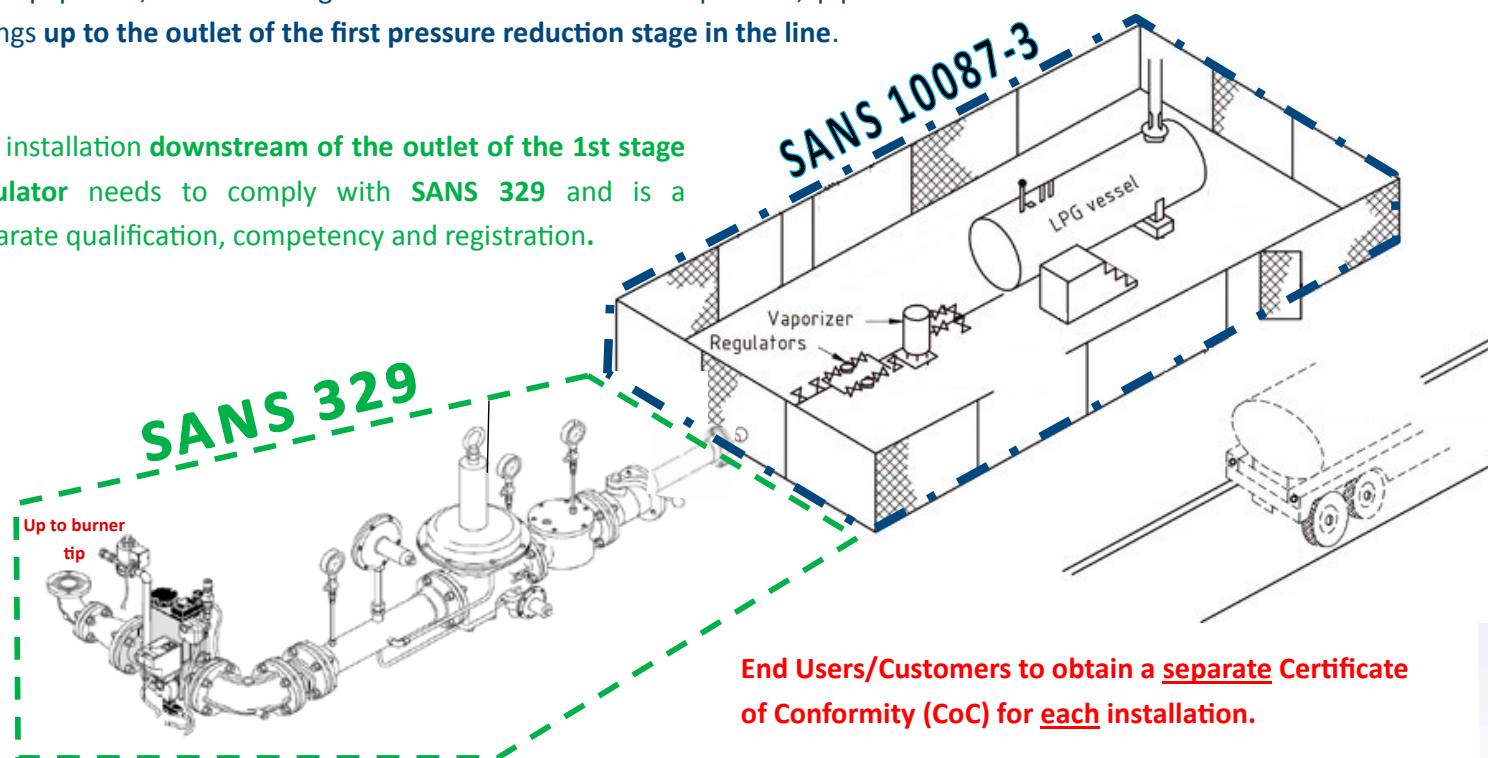 up to the outlet of the first pressure reduction stage in the line.
SANS 10087-3
installation downstream of the outlet of the 1st stage
needs to comply with SANS 329 and is a
qualification, competency and registration.
LPG vessel
Vaporizer
Regulators
SANS 329
Up to burner
tip
End Users/Customers to obtain a separate Certificate
of Conformity (CoC) for each installation.